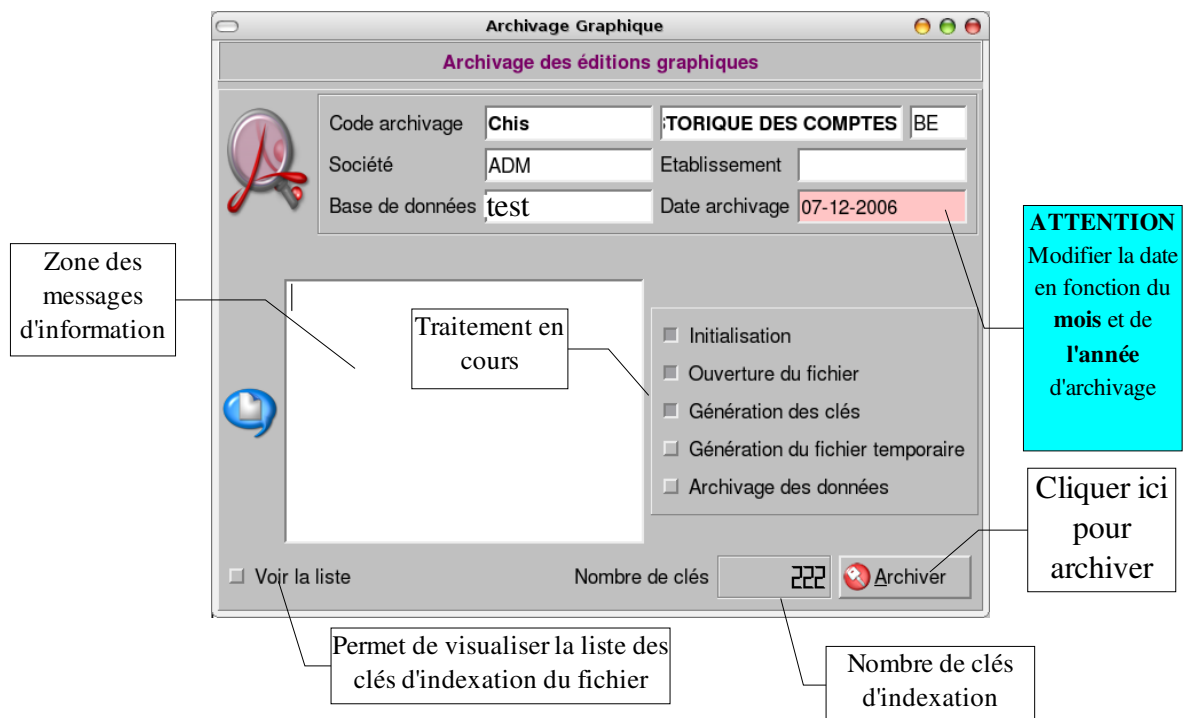 Archivage Graphique
Archivage des éditions graphiques
Code archivage Chis TORIQUE DES COMPTES BE
Société ADM Etablissement
Base de données test Date archivage 07-12-2006
ATTENTION
Modifier la date
en fonction du
mois et de
l'année
d'archivage
Zone des
messages
d'information
Traitement en
cours
Initialisation
Ouverture du fichier
Génération des clés
Génération du fichier temporaire
Archivage des données
Cliquer ici
pour
archiver
Voir la liste Nombre de clés 222 Archiver
Permet de visualiser la liste des
clés d'indexation du fichier
Nombre de clés
d'indexation